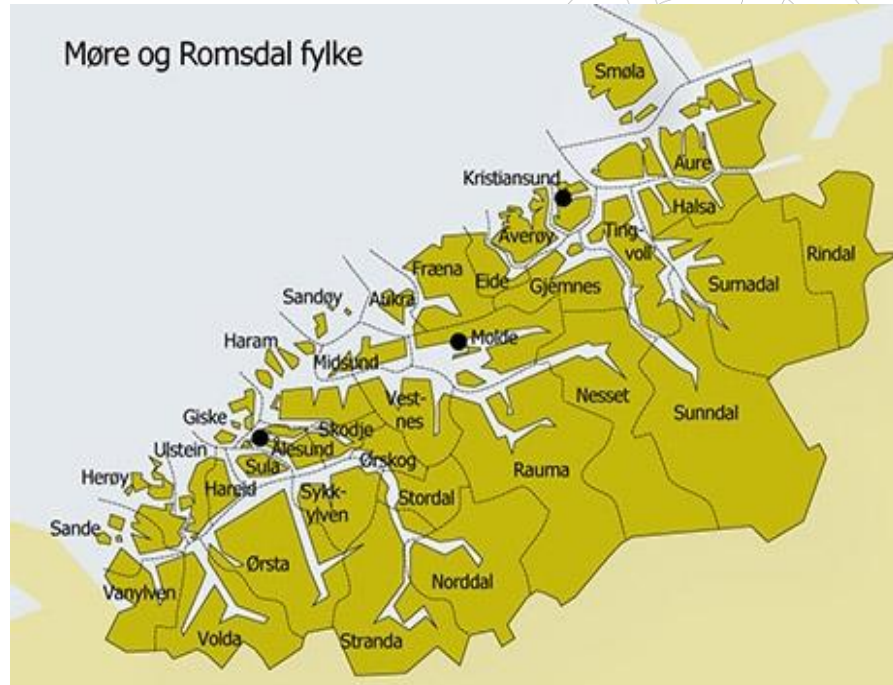 Møre og Romsdal fylke
Smøla
Aure
Kristiansund
Halsa
Averøy
Ting-
voll
Rindal
Fræna
Eide
Gjemnes
Surnadal
Sandøy
Aukra
Haram
Midsund
Molde
Vest-
nes
Nesset
Sunndal
Giske
Skodje
Ulstein
Ålesund
Sula
Ørskog
Rauma
Herøy
Hareid
Sykk-
ylven
Stordal
Sande
Ørsta
Norddal
Vanylven
Volda
Stranda